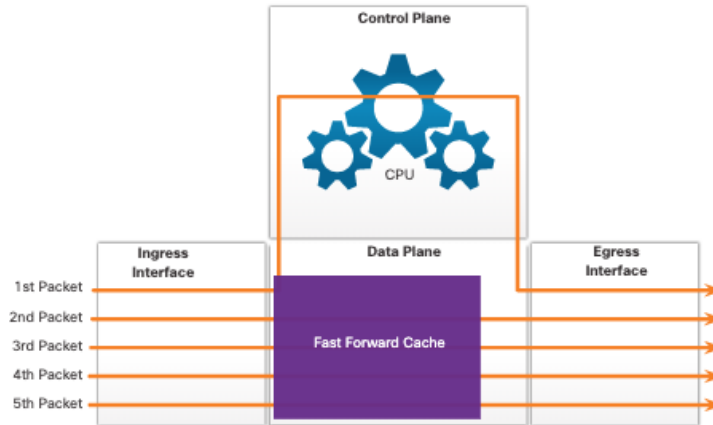 Control Plane
CPU
Ingress
Interface
Data Plane
Egress
Interface
1st Packet
2nd Packet
3rd Packet
4th Packet
5th Packet
Fast Forward Cache